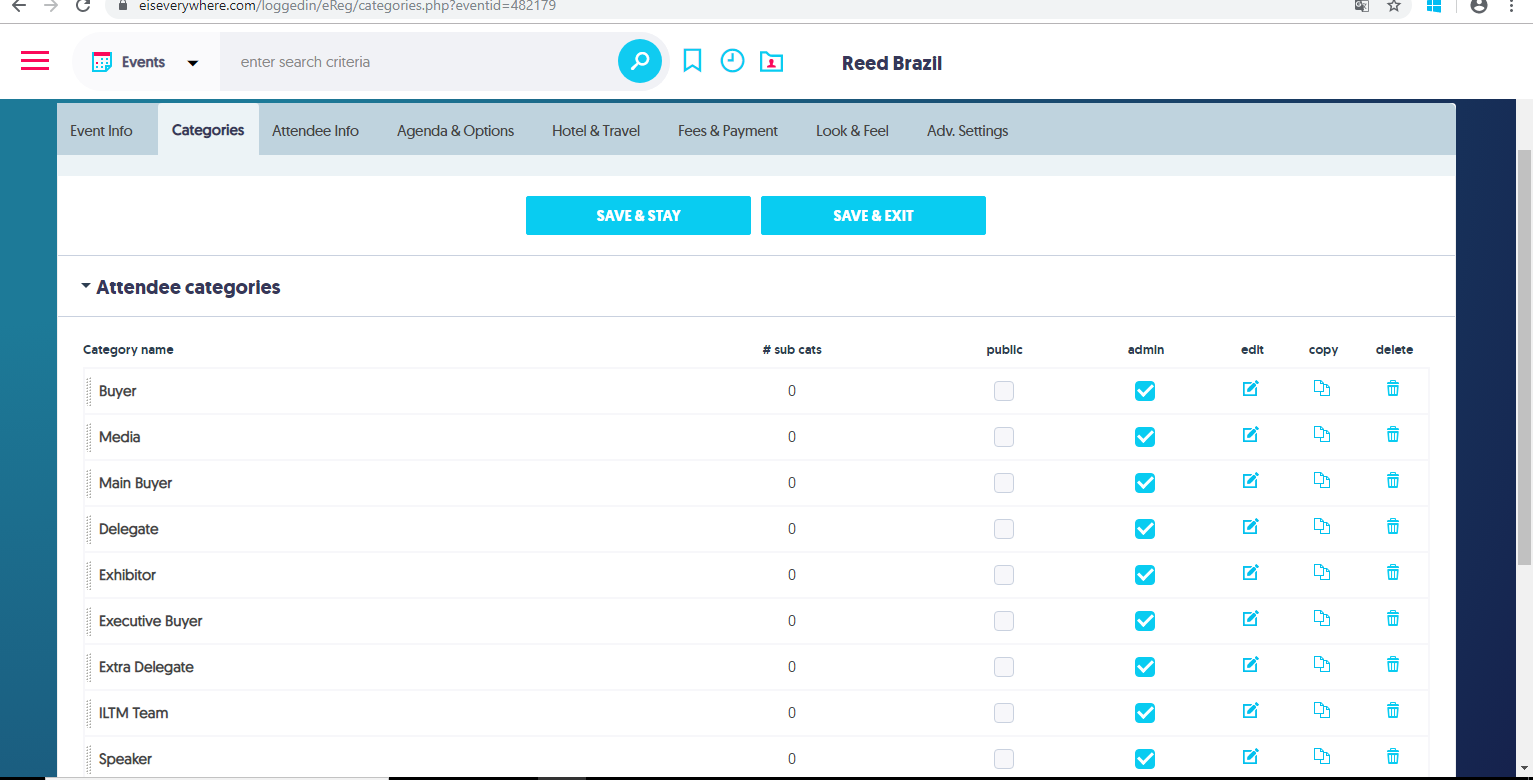 eiseverywhere.com/loggedin/eReg/categories.php?eventid=482179
Events enter search criteria Reed Brazil
Event Info Categories Attendee Info Agenda & Options Hotel & Travel Fees & Payment Look & Feel Adv. Settings
SAVE & STAY SAVE & EXIT
Attendee categories
Category name # sub cats public admin edit copy delete
Buyer 0
Media 0
Main Buyer 0
Delegate 0
Exhibitor 0
Executive Buyer 0
Extra Delegate 0
ILTM Team 0
Speaker 0